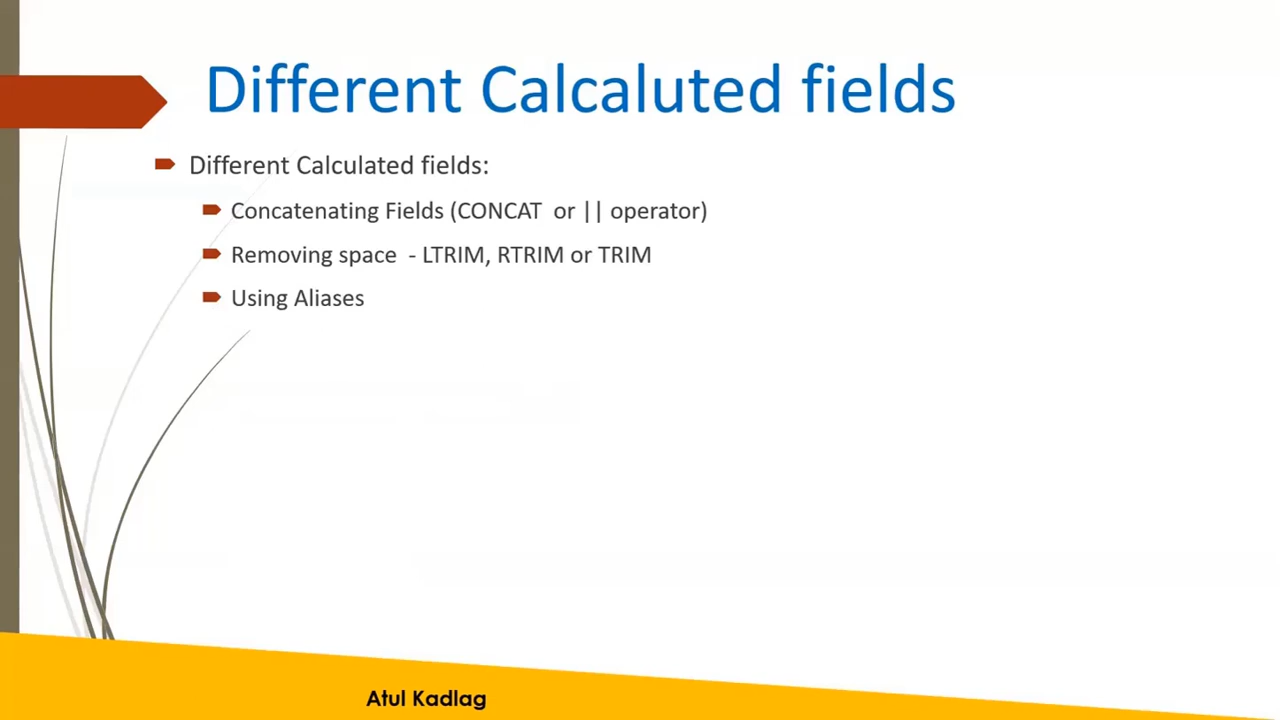 Different Calcaluted fields
Different Calculated fields:
Concatenating Fields (CONCAT or || operator)
Removing space - LTRIM, RTRIM or TRIM
Using Aliases
Atul Kadlag